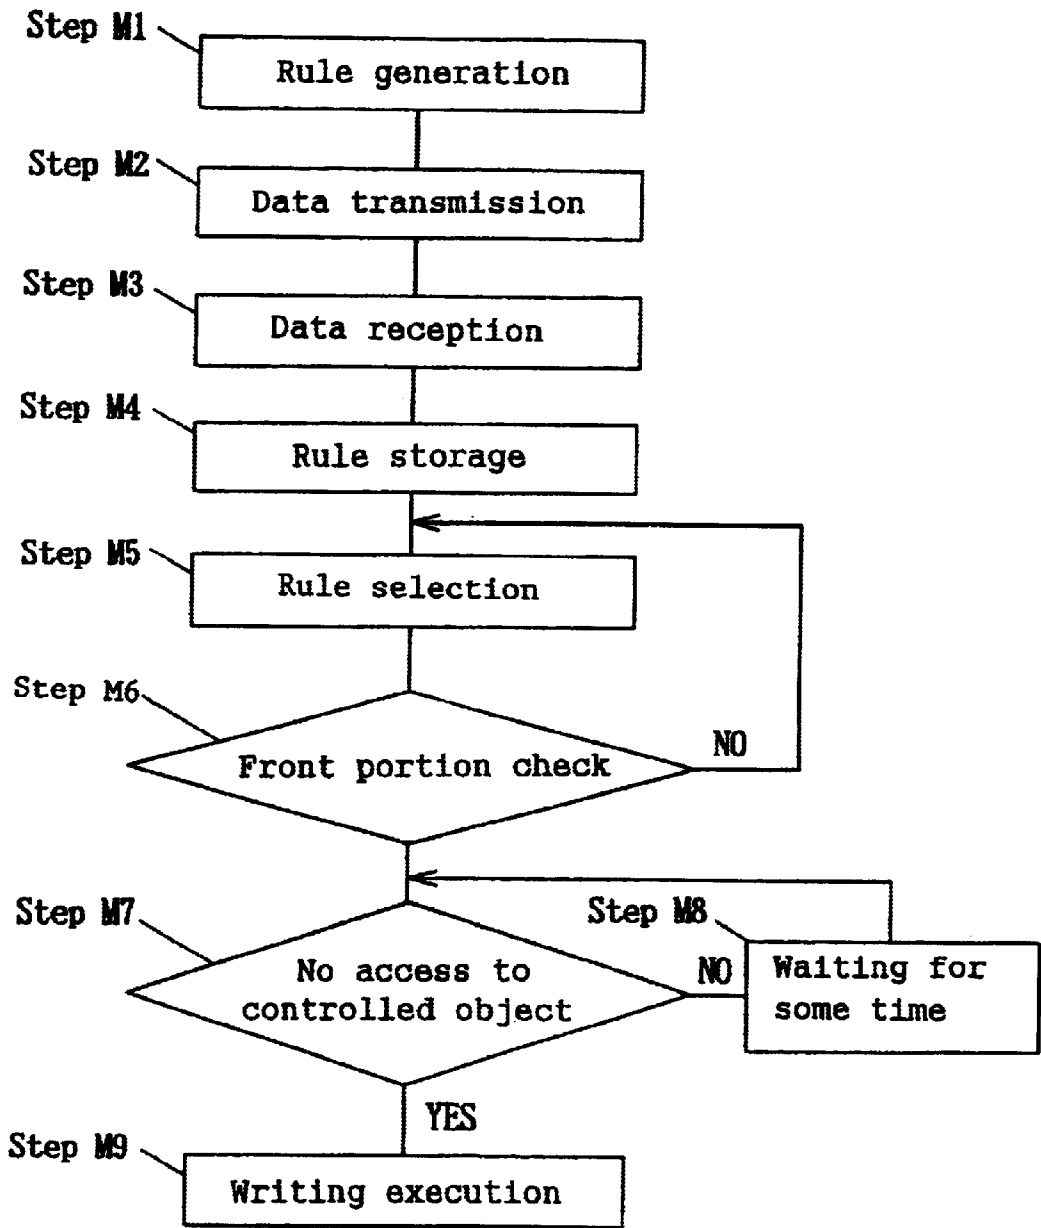 Step M1
Rule generation
Step M2
Data transmission
Step M3
Data reception
Step M4
Rule storage
Step M5
Rule selection
Step M6
Front portion check
NO
Step M7
No access to
controlled object
NO
Step M8
Waiting for
some time
YES
Step M9
Writing execution